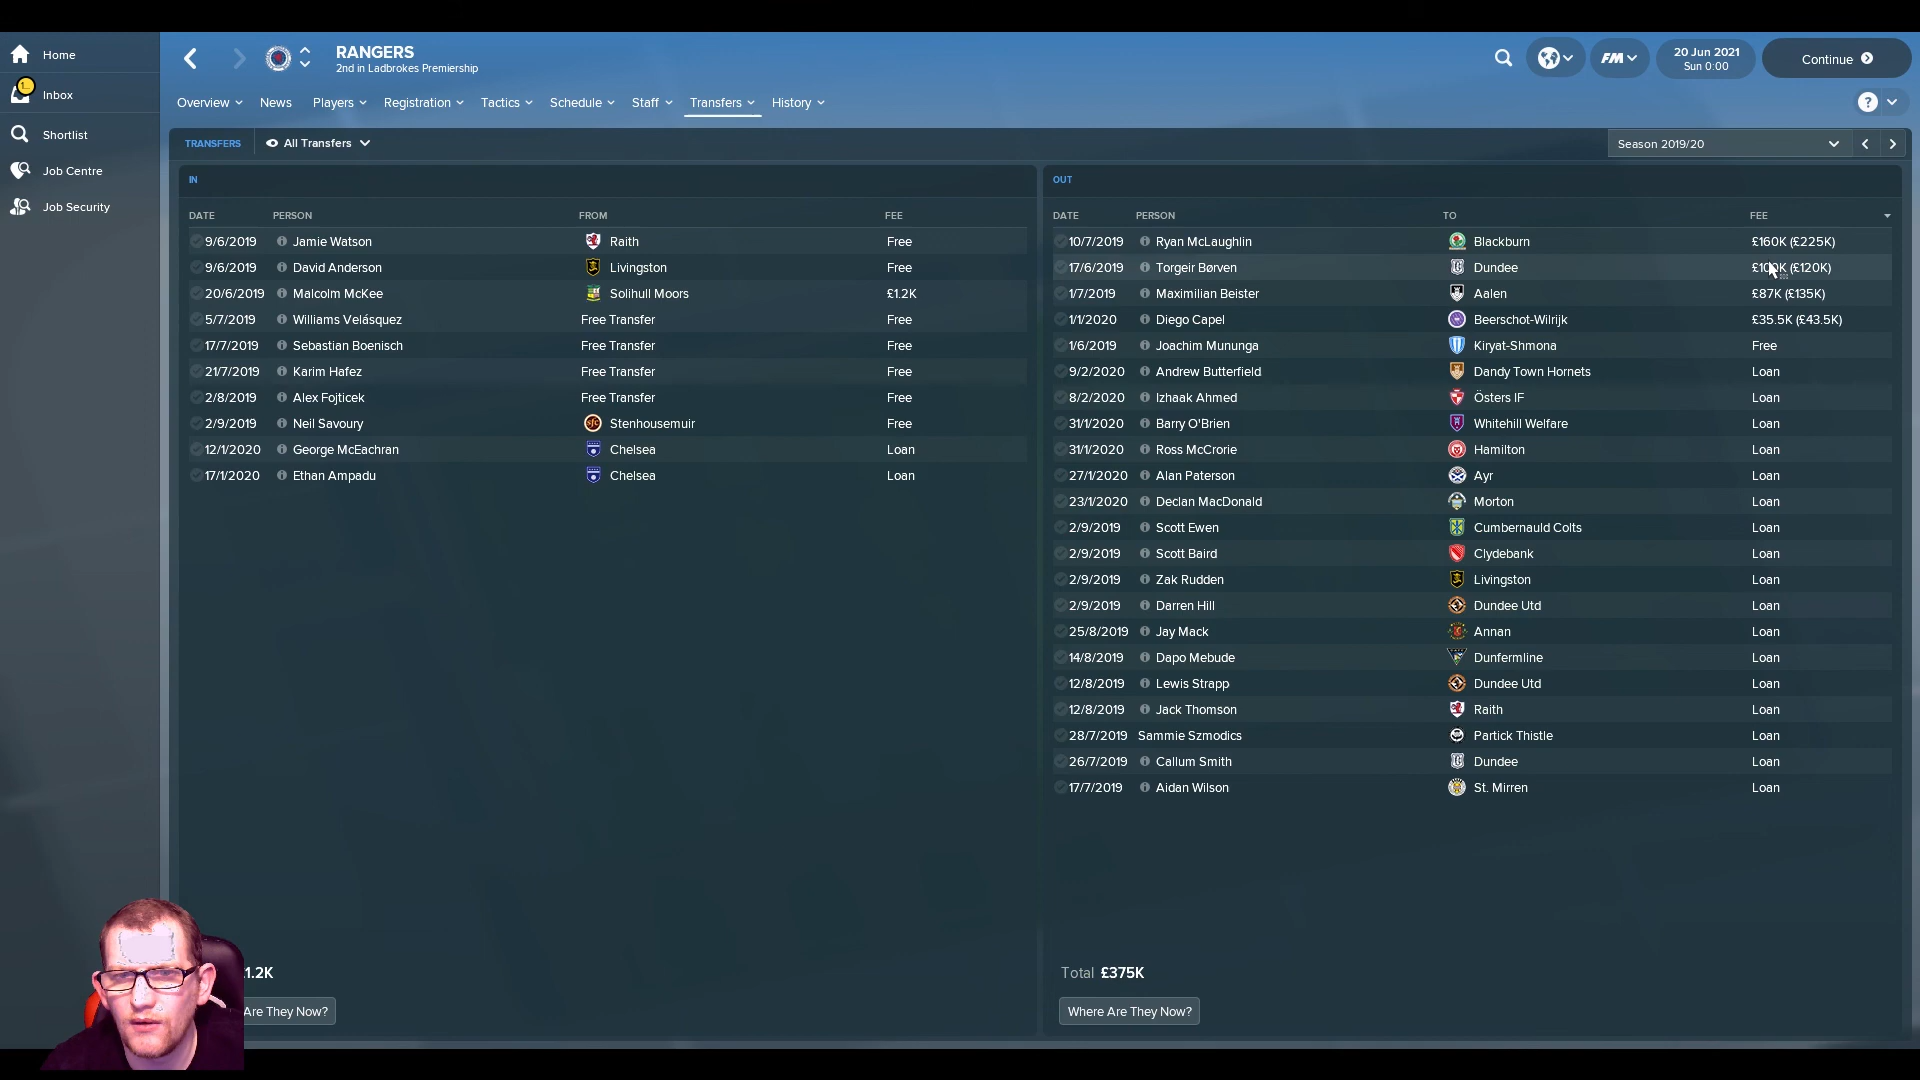 Home
Inbox
Shortlist
Job Centre
Job Security
RANGERS
2nd in Ladbrokes Premiership
FM
20 Jun 2021
Sun 0:00
Continue
Overview News Players Registration Tactics Schedule Staff Transfers History
?
TRANSFERS All Transfers
Season 2019/20
IN
DATE PERSON FROM FEE
9/6/2019 Jamie Watson Raith Free
9/6/2019 David Anderson Livingston Free
20/6/2019 Malcolm McKee Solihull Moors £1.2K
5/7/2019 Williams Velásquez Free Transfer Free
17/7/2019 Sebastian Boenisch Free Transfer Free
21/7/2019 Karim Hafez Free Transfer Free
2/8/2019 Alex Fojticek Free Transfer Free
2/9/2019 Neil Savoury Stenhousemuir Free
12/1/2020 George McEachran Chelsea Loan
17/1/2020 Ethan Ampadu Chelsea Loan
1.2K
Are They Now?
OUT
DATE PERSON TO FEE
10/7/2019 Ryan McLaughlin Blackburn £160K (£225K)
17/6/2019 Torgeir Børven Dundee (£120K)
1/7/2019 Maximilian Beister Aalen £87K (£135K)
1/1/2020 Diego Capel Beerschot-Wilrijk £35.5K (£43.5K)
1/6/2019 Joachim Mununga Kiryat-Shmona Free
9/2/2020 Andrew Butterfield Dandy Town Hornets Loan
8/2/2020 Izhaak Ahmed Östers IF Loan
31/1/2020 Barry O'Brien Whitehill Welfare Loan
31/1/2020 Ross McCrorie Hamilton Loan
27/1/2020 Alan Paterson Ayr Loan
23/1/2020 Declan MacDonald Morton Loan
2/9/2019 Scott Ewen Cumbernauld Colts Loan
2/9/2019 Scott Baird Clydebank Loan
2/9/2019 Zak Rudden Livingston Loan
2/9/2019 Darren Hill Dundee Utd Loan
25/8/2019 Jay Mack Annan Loan
14/8/2019 Dapo Mebude Dunfermline Loan
12/8/2019 Lewis Strapp Dundee Utd Loan
12/8/2019 Jack Thomson Raith Loan
28/7/2019 Sammie Szmodics Partick Thistle Loan
26/7/2019 Callum Smith Dundee Loan
17/7/2019 Aidan Wilson St. Mirren Loan
Total £375K
Where Are They Now?